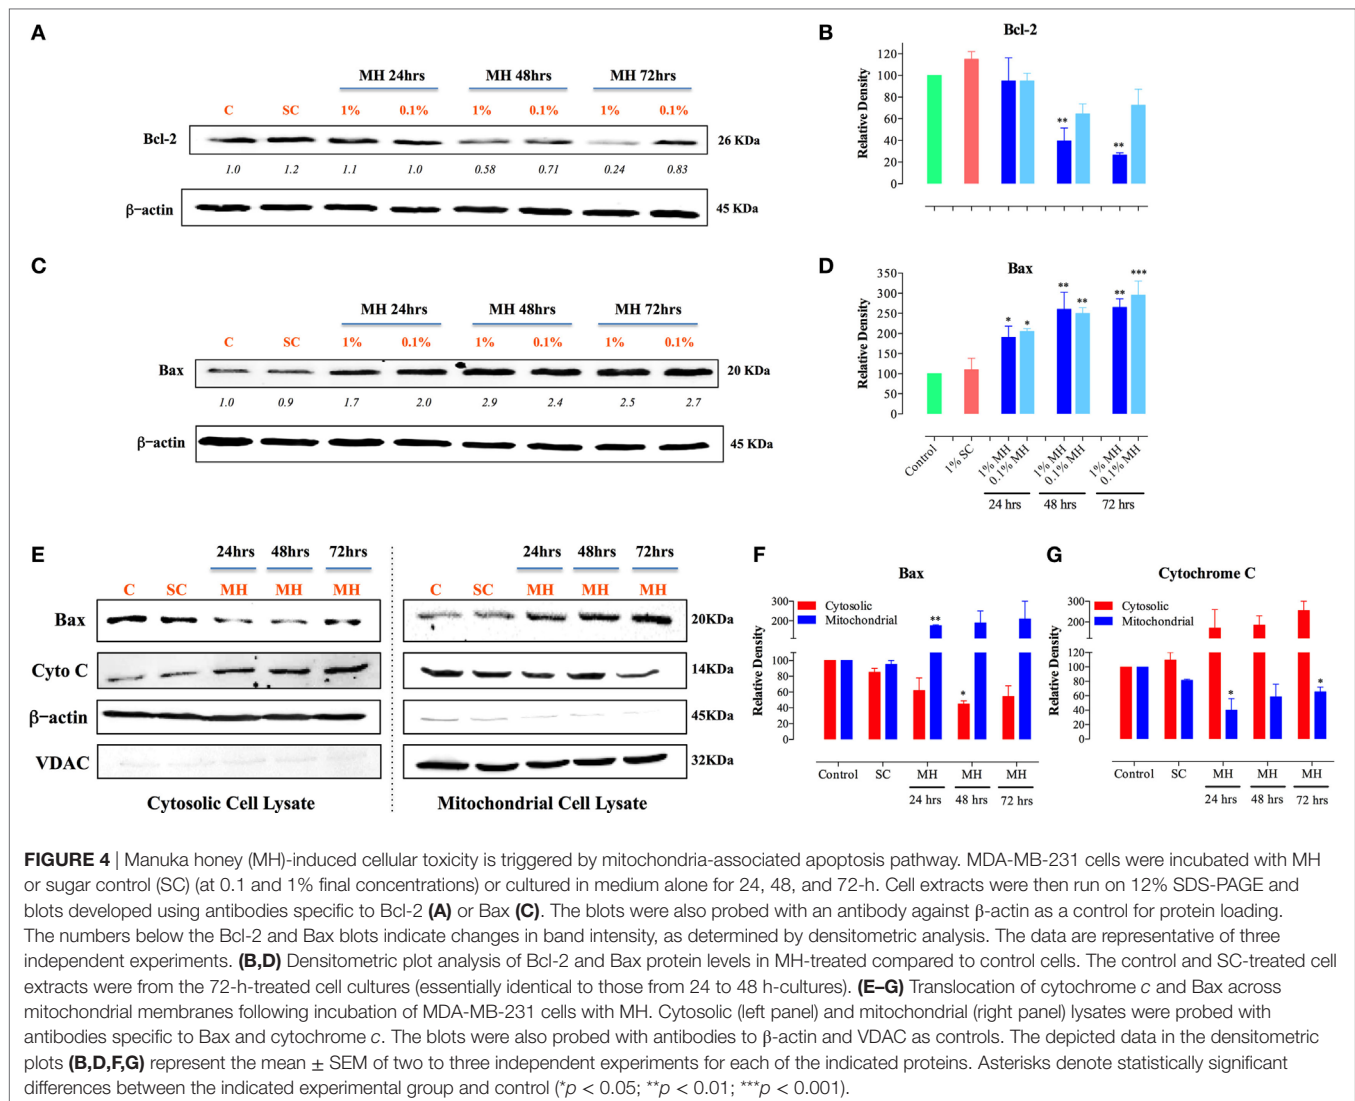 A
MH 24hrs MH 48hrs MH 72hrs
C SC 1% 0.1% 1% 0.1% 1% 0.1%
Bcl-2 26 KDa
1.0 1.2 1.1 1.0 0.58 0.71 0.24 0.83
β-actin 45 KDa
B
Bcl-2
Relative Density
120
100
80
60
40
20
0
** **
C
MH 24hrs MH 48hrs MH 72hrs
C SC 1% 0.1% 1% 0.1% 1% 0.1%
Bax 20 KDa
1.0 0.9 1.7 2.0 2.9 2.4 2.5 2.7
β-actin 45 KDa
D
Bax
Relative Density
350
300
250
200
150
100
50
0
* * ** ** ** ***
Control 1% SC 1% MH 0.1% MH 1% MH 0.1% MH 1% MH 0.1% MH
24 hrs 48 hrs 72 hrs
E
24hrs 48hrs 72hrs 24hrs 48hrs 72hrs
C SC MH MH MH C SC MH MH MH
Bax 20KDa
Cyto C 14KDa
β-actin 45KDa
VDAC 32KDa
Cytosolic Cell Lysate Mitochondrial Cell Lysate
F
Bax
Cytosolic
Mitochondrial
Relative Density
300
200
100
80
60
40
20
0
** *
Control SC MH MH MH
24 hrs 48 hrs 72 hrs
G
Cytochrome C
Cytosolic
Mitochondrial
Relative Density
300
200
120
100
80
60
40
20
0
* *
Control SC MH MH MH
24 hrs 48 hrs 72 hrs
FIGURE 4 | Manuka honey (MH)-induced cellular toxicity is triggered by mitochondria-associated apoptosis pathway. MDA-MB-231 cells were incubated with MH
or sugar control (SC) (at 0.1 and 1% final concentrations) or cultured in medium alone for 24, 48, and 72-h. Cell extracts were then run on 12% SDS-PAGE and
blots developed using antibodies specific to Bcl-2 (A) or Bax (C). The blots were also probed with an antibody against β-actin as a control for protein loading.
The numbers below the Bcl-2 and Bax blots indicate changes in band intensity, as determined by densitometric analysis. The data are representative of three
independent experiments. (B,D) Densitometric plot analysis of Bcl-2 and Bax protein levels in MH-treated compared to control cells. The control and SC-treated cell
extracts were from the 72-h-treated cell cultures (essentially identical to those from 24 to 48 h-cultures). (E–G) Translocation of cytochrome c and Bax across
mitochondrial membranes following incubation of MDA-MB-231 cells with MH. Cytosolic (left panel) and mitochondrial (right panel) lysates were probed with
antibodies specific to Bax and cytochrome c. The blots were also probed with antibodies to β-actin and VDAC as controls. The depicted data in the densitometric
plots (B,D,F,G) represent the mean ± SEM of two to three independent experiments for each of the indicated proteins. Asterisks denote statistically significant
differences between the indicated experimental group and control (*p < 0.05; **p < 0.01; ***p < 0.001).